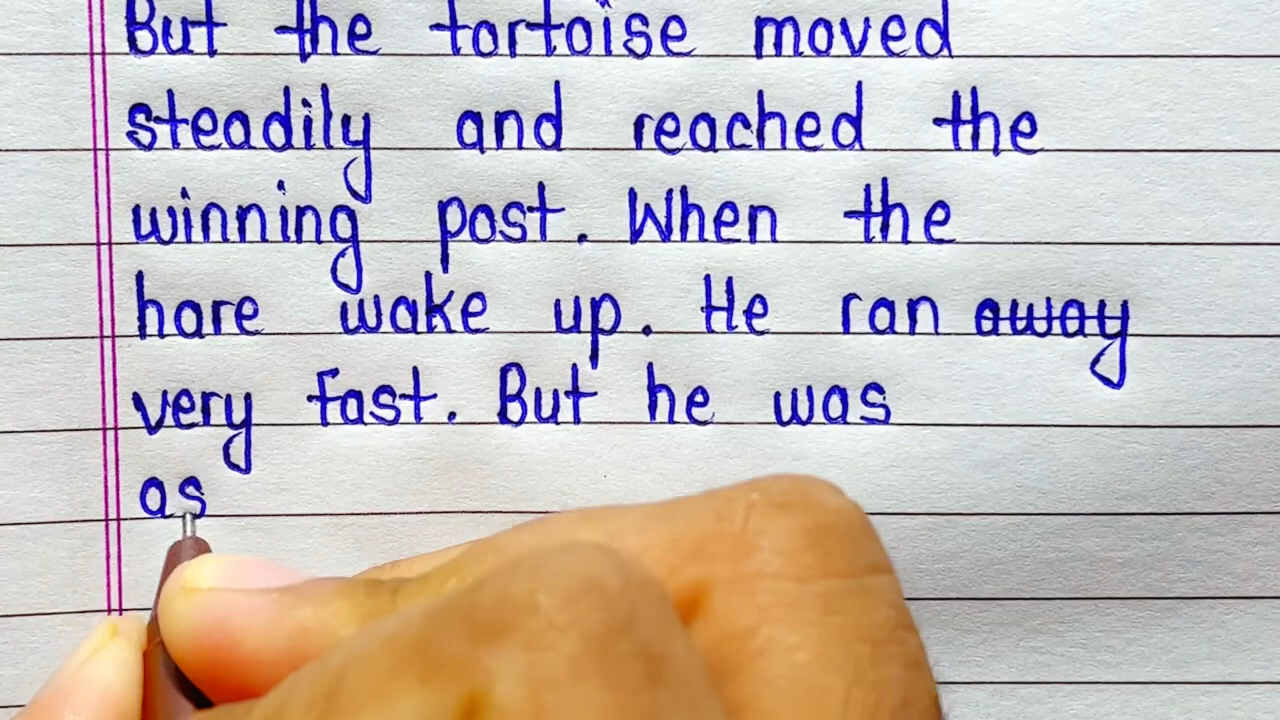 But the tortoise moved
steadily and reached the
winning post. When the
hare wake up. He ran away
very fast. But he was
as